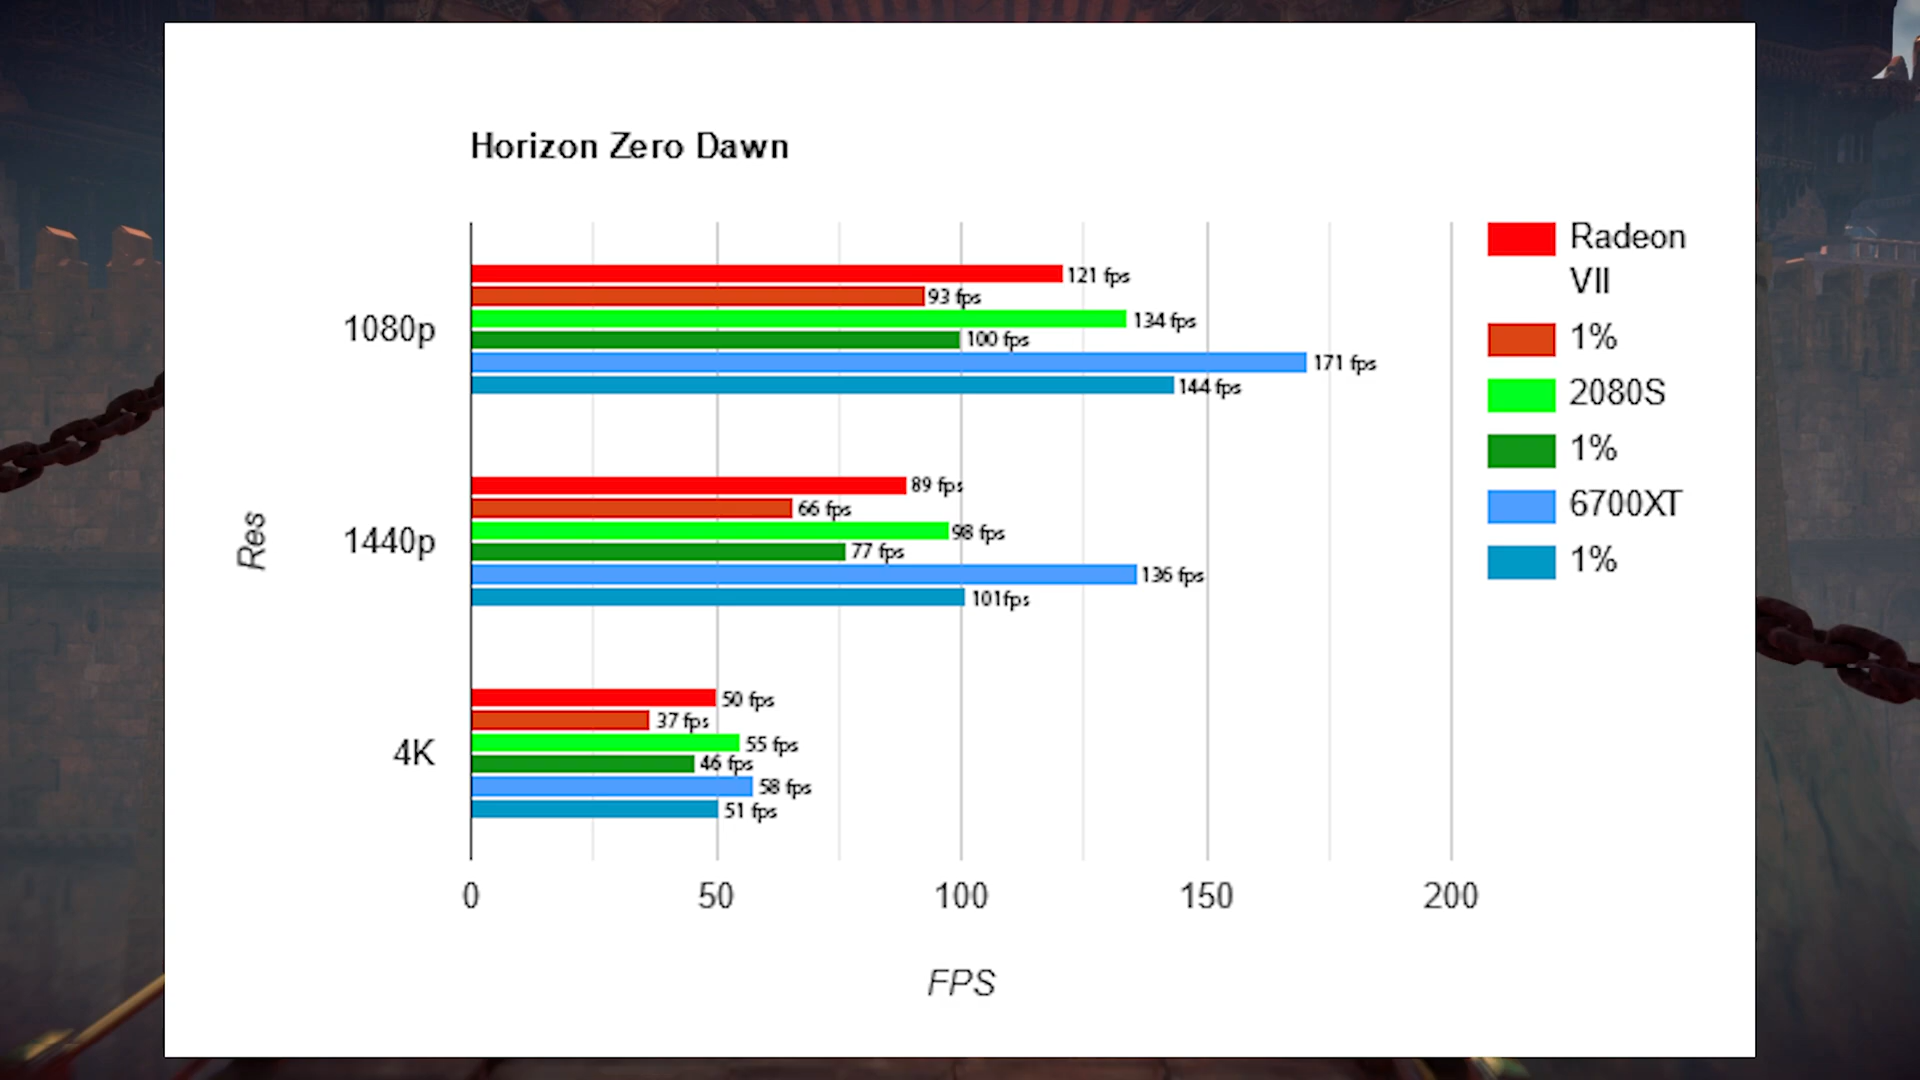 Horizon Zero Dawn
Radeon
VII
1%
2080S
1%
6700XT
1%
Res
1080p
121 fps
93 fps
134 fps
100 fps
171 fps
144 fps
1440p
89 fps
66 fps
98 fps
77 fps
136 fps
101fps
4K
50 fps
37 fps
55 fps
46 fps
58 fps
51 fps
0 50 100 150 200
FPS